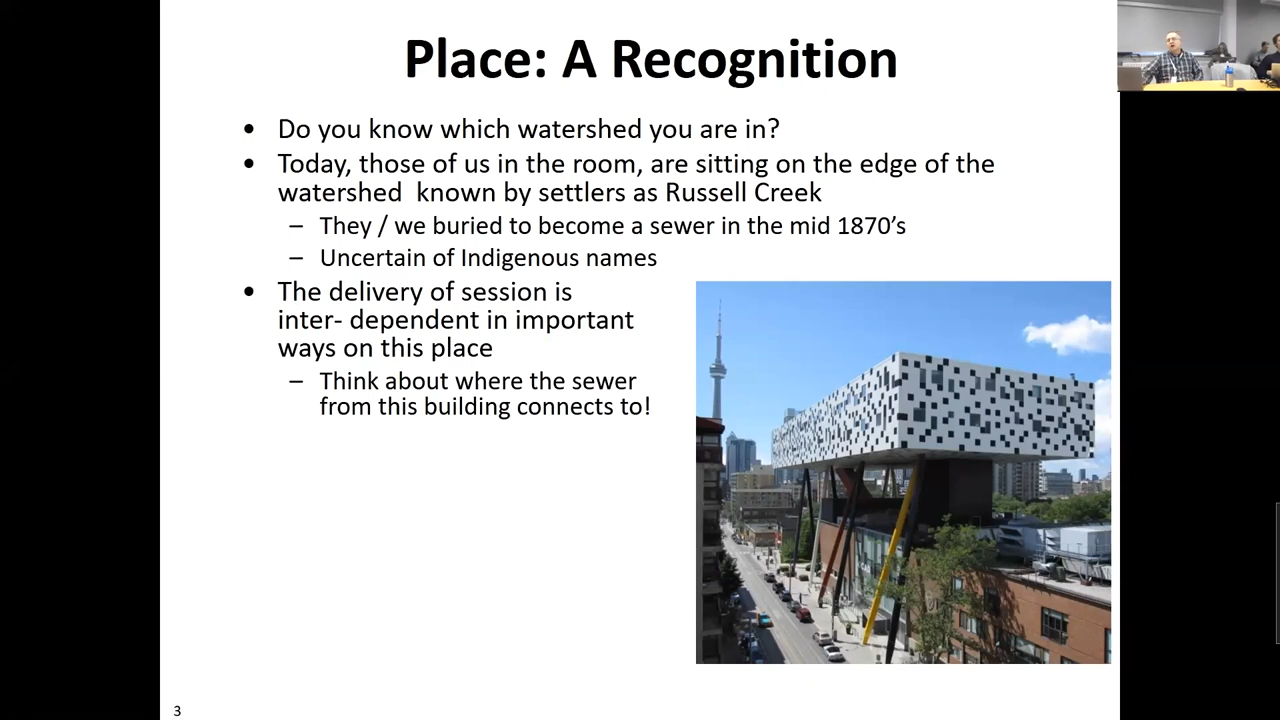 Place: A Recognition
• Do you know which watershed you are in?
• Today, those of us in the room, are sitting on the edge of the
watershed  known by settlers as Russell Creek
– They / we buried to become a sewer in the mid 1870’s
– Uncertain of Indigenous names
• The delivery of session is
inter- dependent in important
ways on this place
– Think about where the sewer
from this building connects to!
3